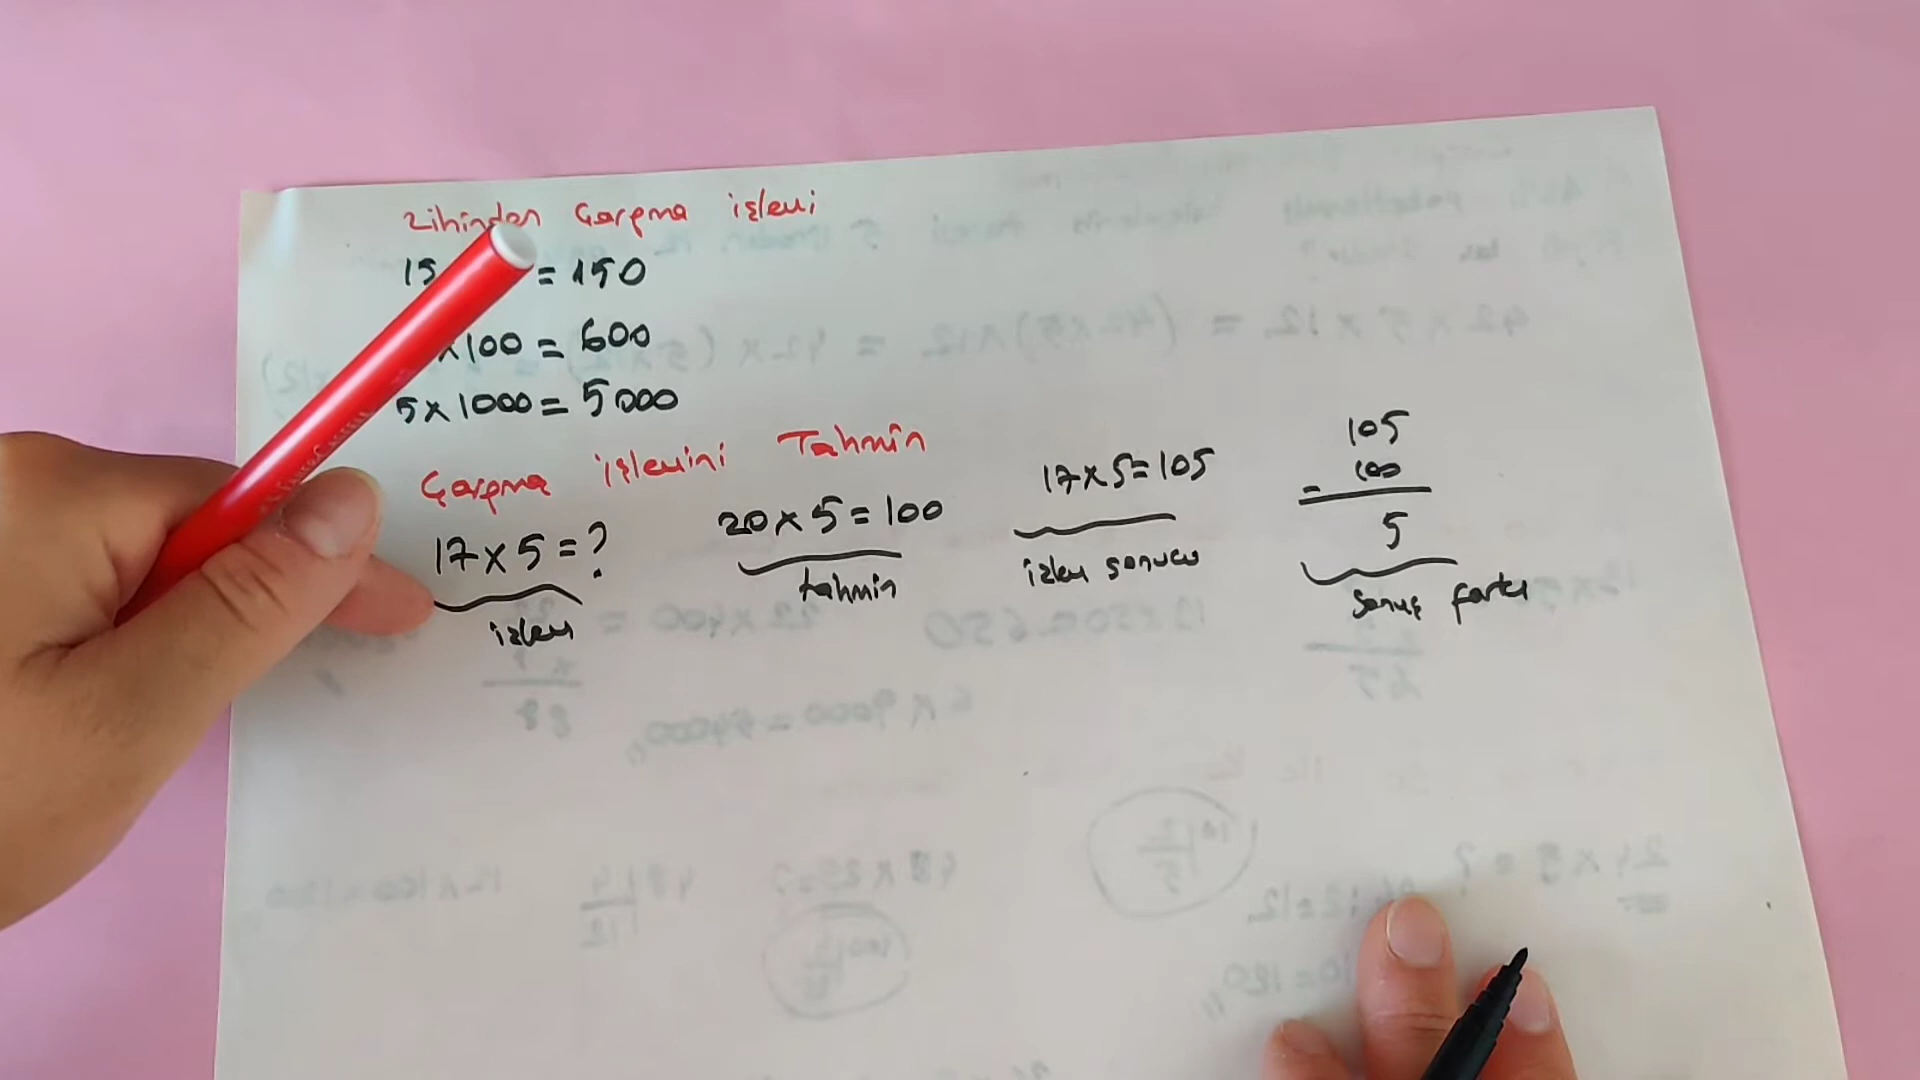 Zihinden Çarpma işlemi
15 = 150
x100 = 600
5x1000 = 5000
Çarpma işlemini Tahmin
17x5=? 20x5=100 17x5=105 105
- 100
5
işlem tahmin işlem sonucu sonuç farkı